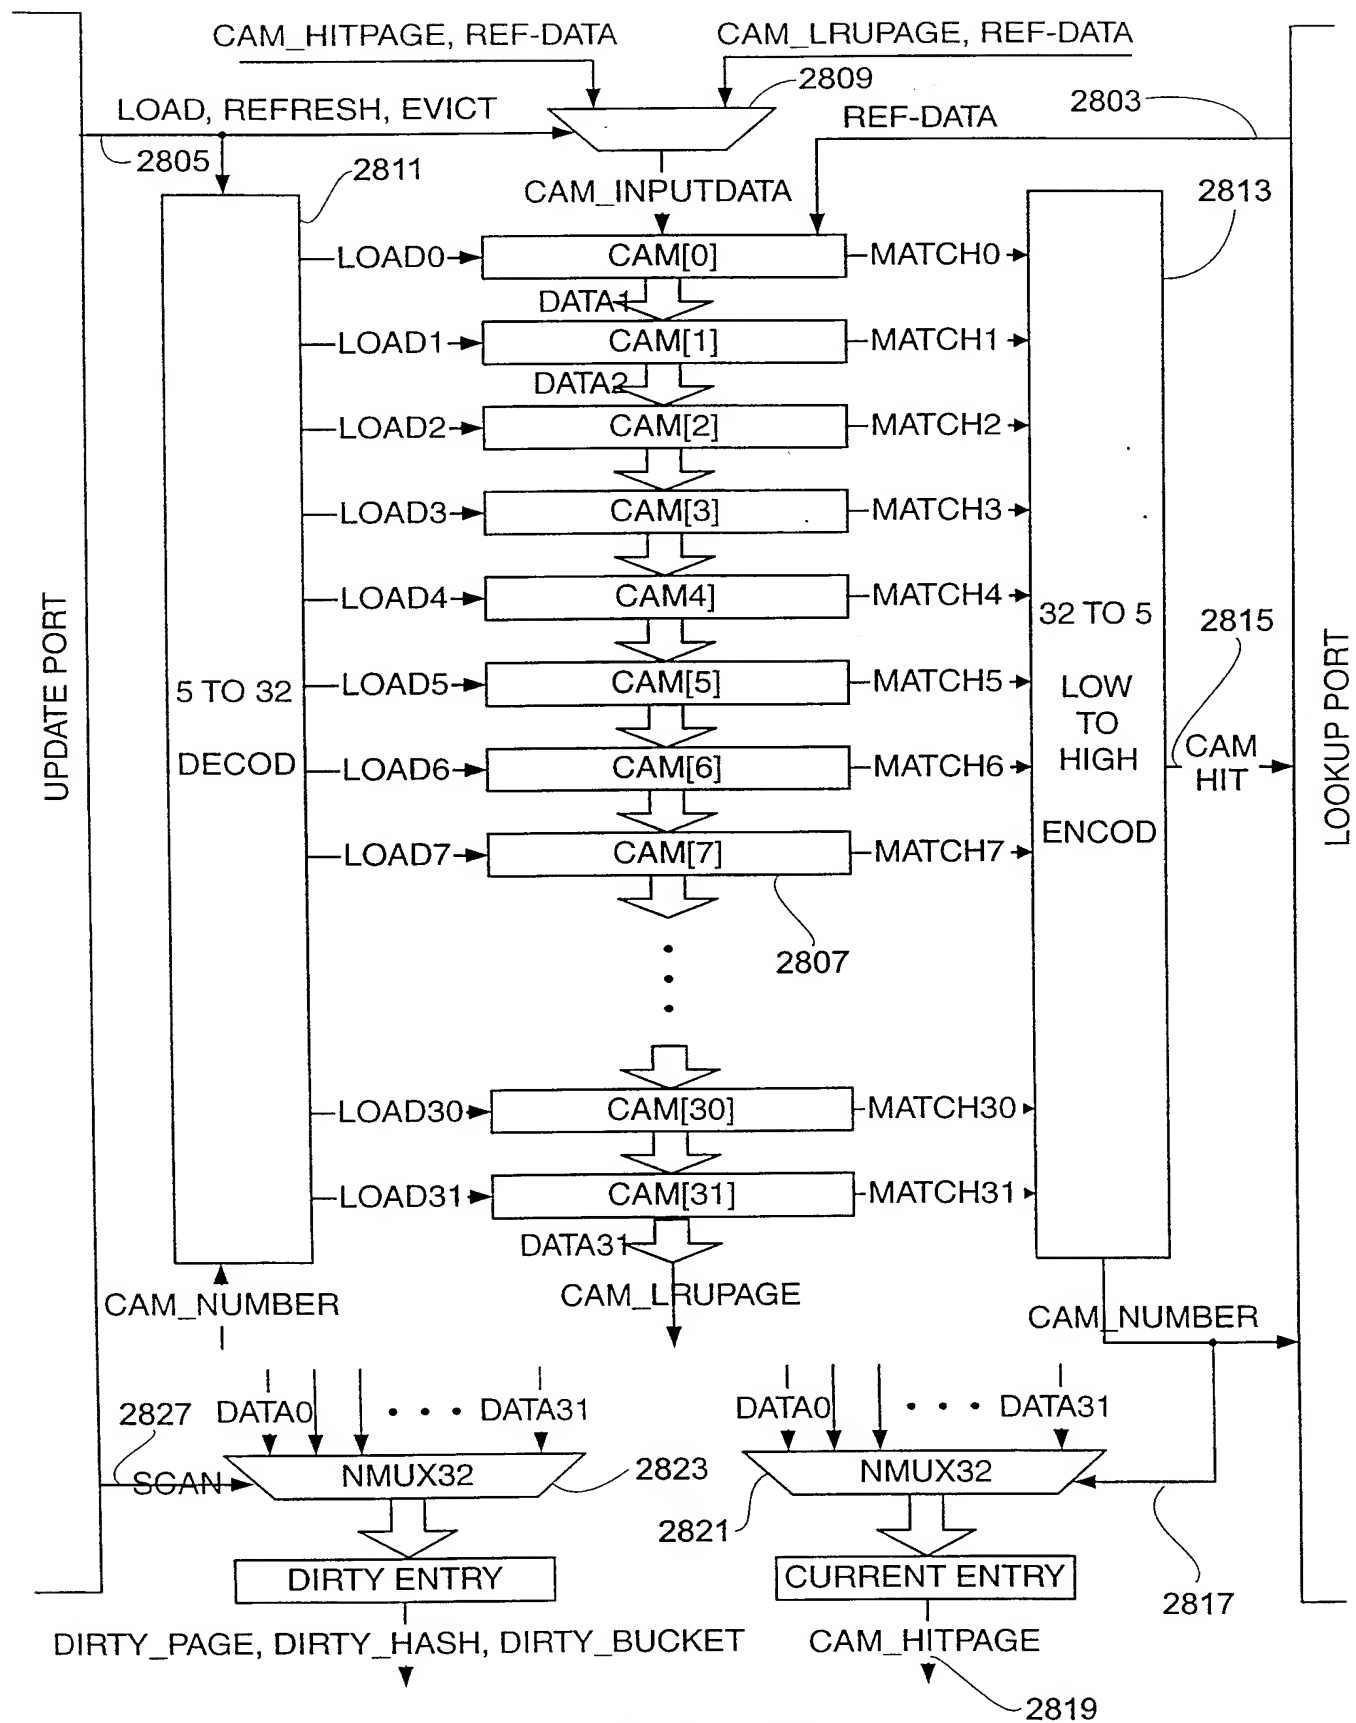 CAM_HITPAGE, REF-DATA
CAM_LRUPAGE, REF-DATA
2809
LOAD, REFRESH, EVICT
REF-DATA
2803
2805
2811
CAM_INPUTDATA
2813
LOAD0
CAM[0]
MATCH0
DATA1
LOAD1
CAM[1]
MATCH1
DATA2
LOAD2
CAM[2]
MATCH2
LOAD3
CAM[3]
MATCH3
LOAD4
CAM4]
MATCH4
LOAD5
CAM[5]
MATCH5
LOAD6
CAM[6]
MATCH6
LOAD7
CAM[7]
MATCH7
2807
UPDATE PORT
5 TO 32
DECOD
32 TO 5
LOW
TO
HIGH
ENCOD
2815
CAM
HIT
LOOKUP PORT
LOAD30
CAM[30]
MATCH30
LOAD31
CAM[31]
MATCH31
DATA31
CAM_NUMBER
CAM_LRUPAGE
CAM_NUMBER
2827
DATA0
DATA31
DATA0
DATA31
SCAN
NMUX32
2823
NMUX32
2821
DIRTY ENTRY
CURRENT ENTRY
2817
DIRTY_PAGE, DIRTY_HASH, DIRTY_BUCKET
CAM_HITPAGE
2819